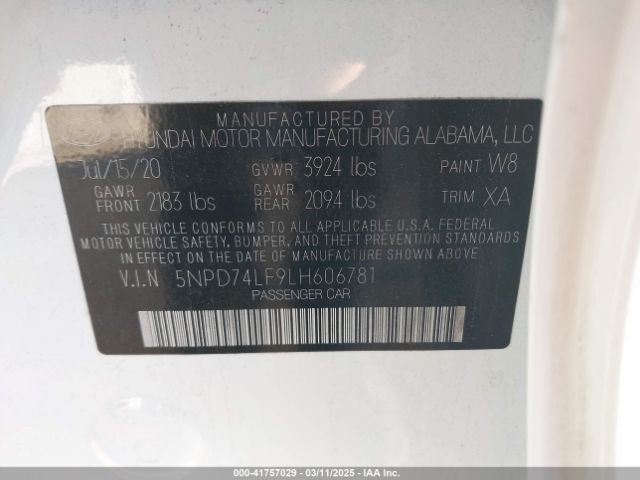 MANUFACTURED BY
HYUNDAI MOTOR MANUFACTURING ALABAMA, LLC
Jul/15/20 GVWR 3924 lbs PAINT W8
GAWR FRONT 2183 lbs GAWR REAR 2094 lbs TRIM XA
THIS VEHICLE CONFORMS TO ALL APPLICABLE U.S.A. FEDERAL
MOTOR VEHICLE SAFETY, BUMPER, AND THEFT PREVENTION STANDARDS
IN EFFECT ON THE DATE OF MANUFACTURE SHOWN ABOVE.
V.I.N 5NPD74LF9LH606781
PASSENGER CAR
000-41757029 - 03/11/2025 - IAA Inc.